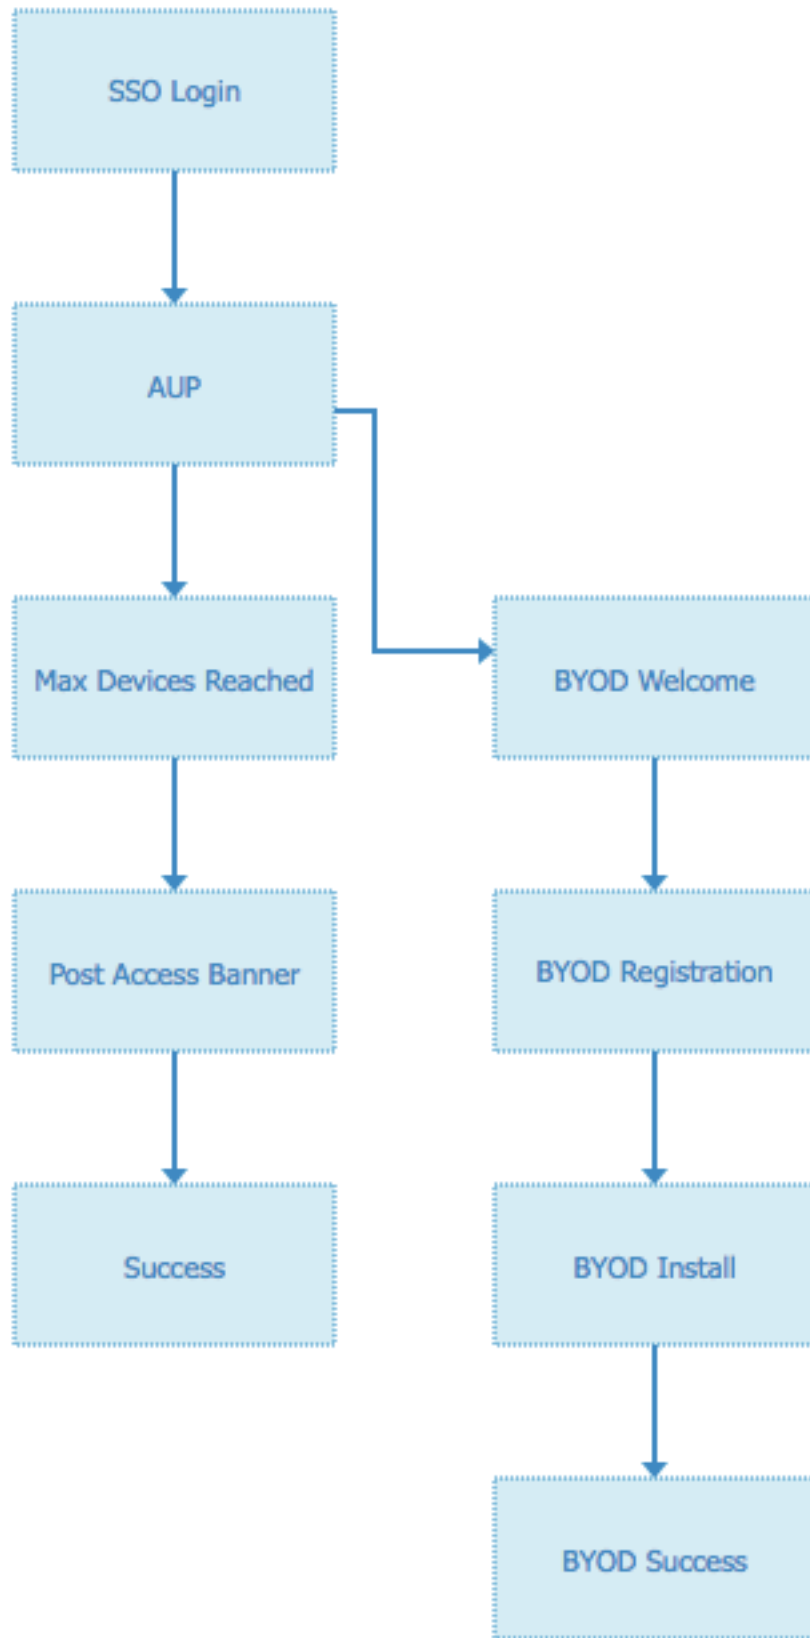 SSO Login
AUP
Max Devices Reached
BYOD Welcome
Post Access Banner
BYOD Registration
Success
BYOD Install
BYOD Success